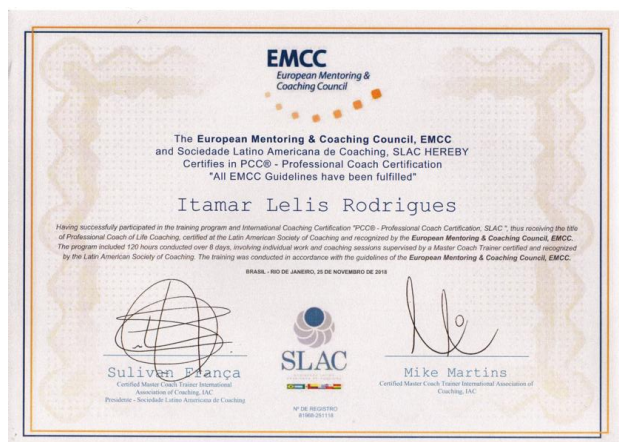 EMCC
European Mentoring &
Coaching Council
The European Mentoring & Coaching Council, EMCC
and Sociedade Latino Americana de Coaching, SLAC HEREBY
Certifies in PCC® - Professional Coach Certification
"All EMCC Guidelines have been fulfilled"
Itamar Lelis Rodrigues
Having successfully participated in the training program and International Coaching Certification "PCC® - Professional Coach Certification, SLAC ", thus receiving the title
of Professional Coach of Life Coaching, certified at the Latin American Society of Coaching and recognized by the European Mentoring & Coaching Council, EMCC.
The program included 120 hours conducted over 8 days, involving individual work and coaching sessions supervised by a Master Coach Trainer certified and recognized
by the Latin American Society of Coaching. The training was conducted in accordance with the guidelines of the European Mentoring & Coaching Council, EMCC.
BRASIL - RIO DE JANEIRO, 25 DE NOVEMBRO DE 2018
Sulivan França
Certified Master Coach Trainer International
Association of Coaching, IAC
Presidente - Sociedade Latino Americana de Coaching
SLAC
Mike Martins
Certified Master Coach Trainer International Association of
Coaching, IAC
Nº DE REGISTRO